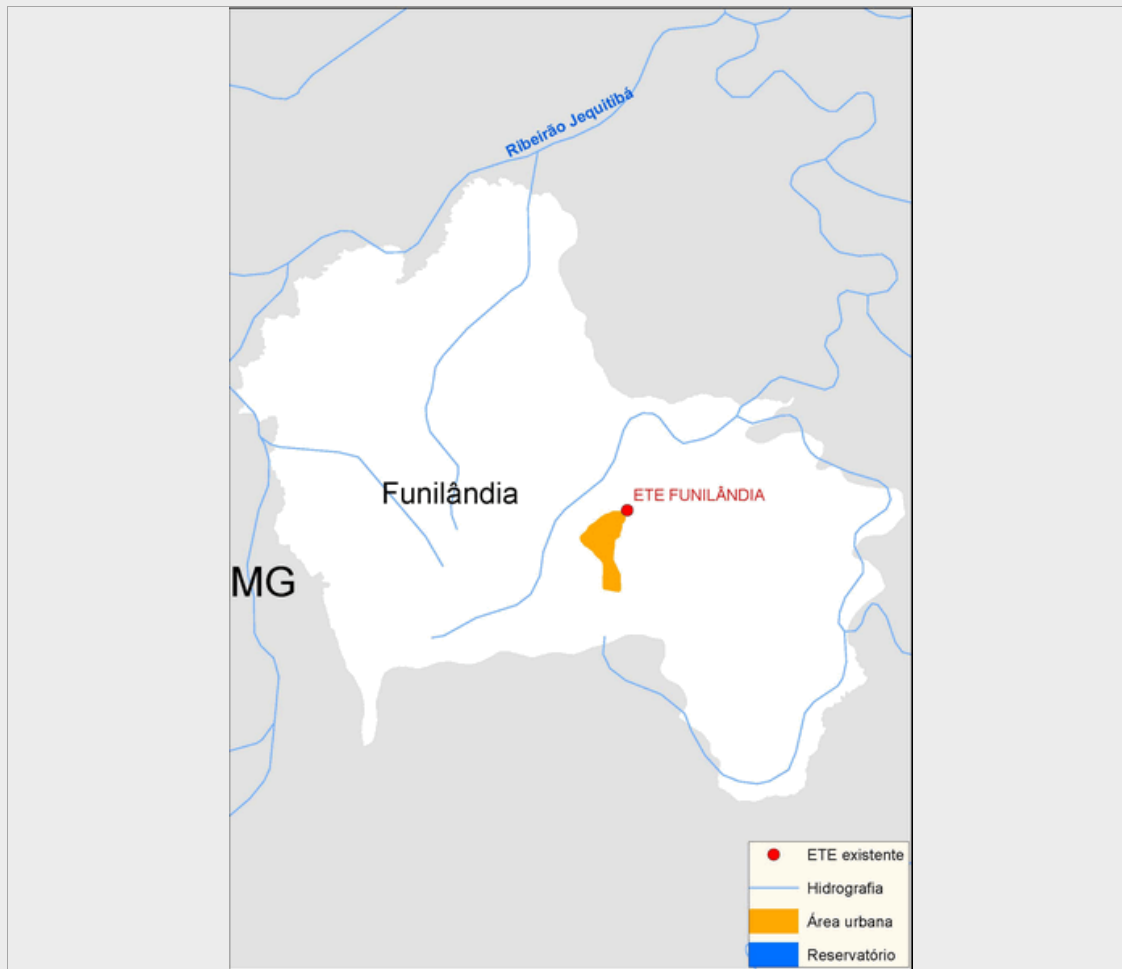 Ribeirão Jequitibá
Funilândia
ETE FUNILÂNDIA
MG
ETE existente
Hidrografia
Área urbana
Reservatório